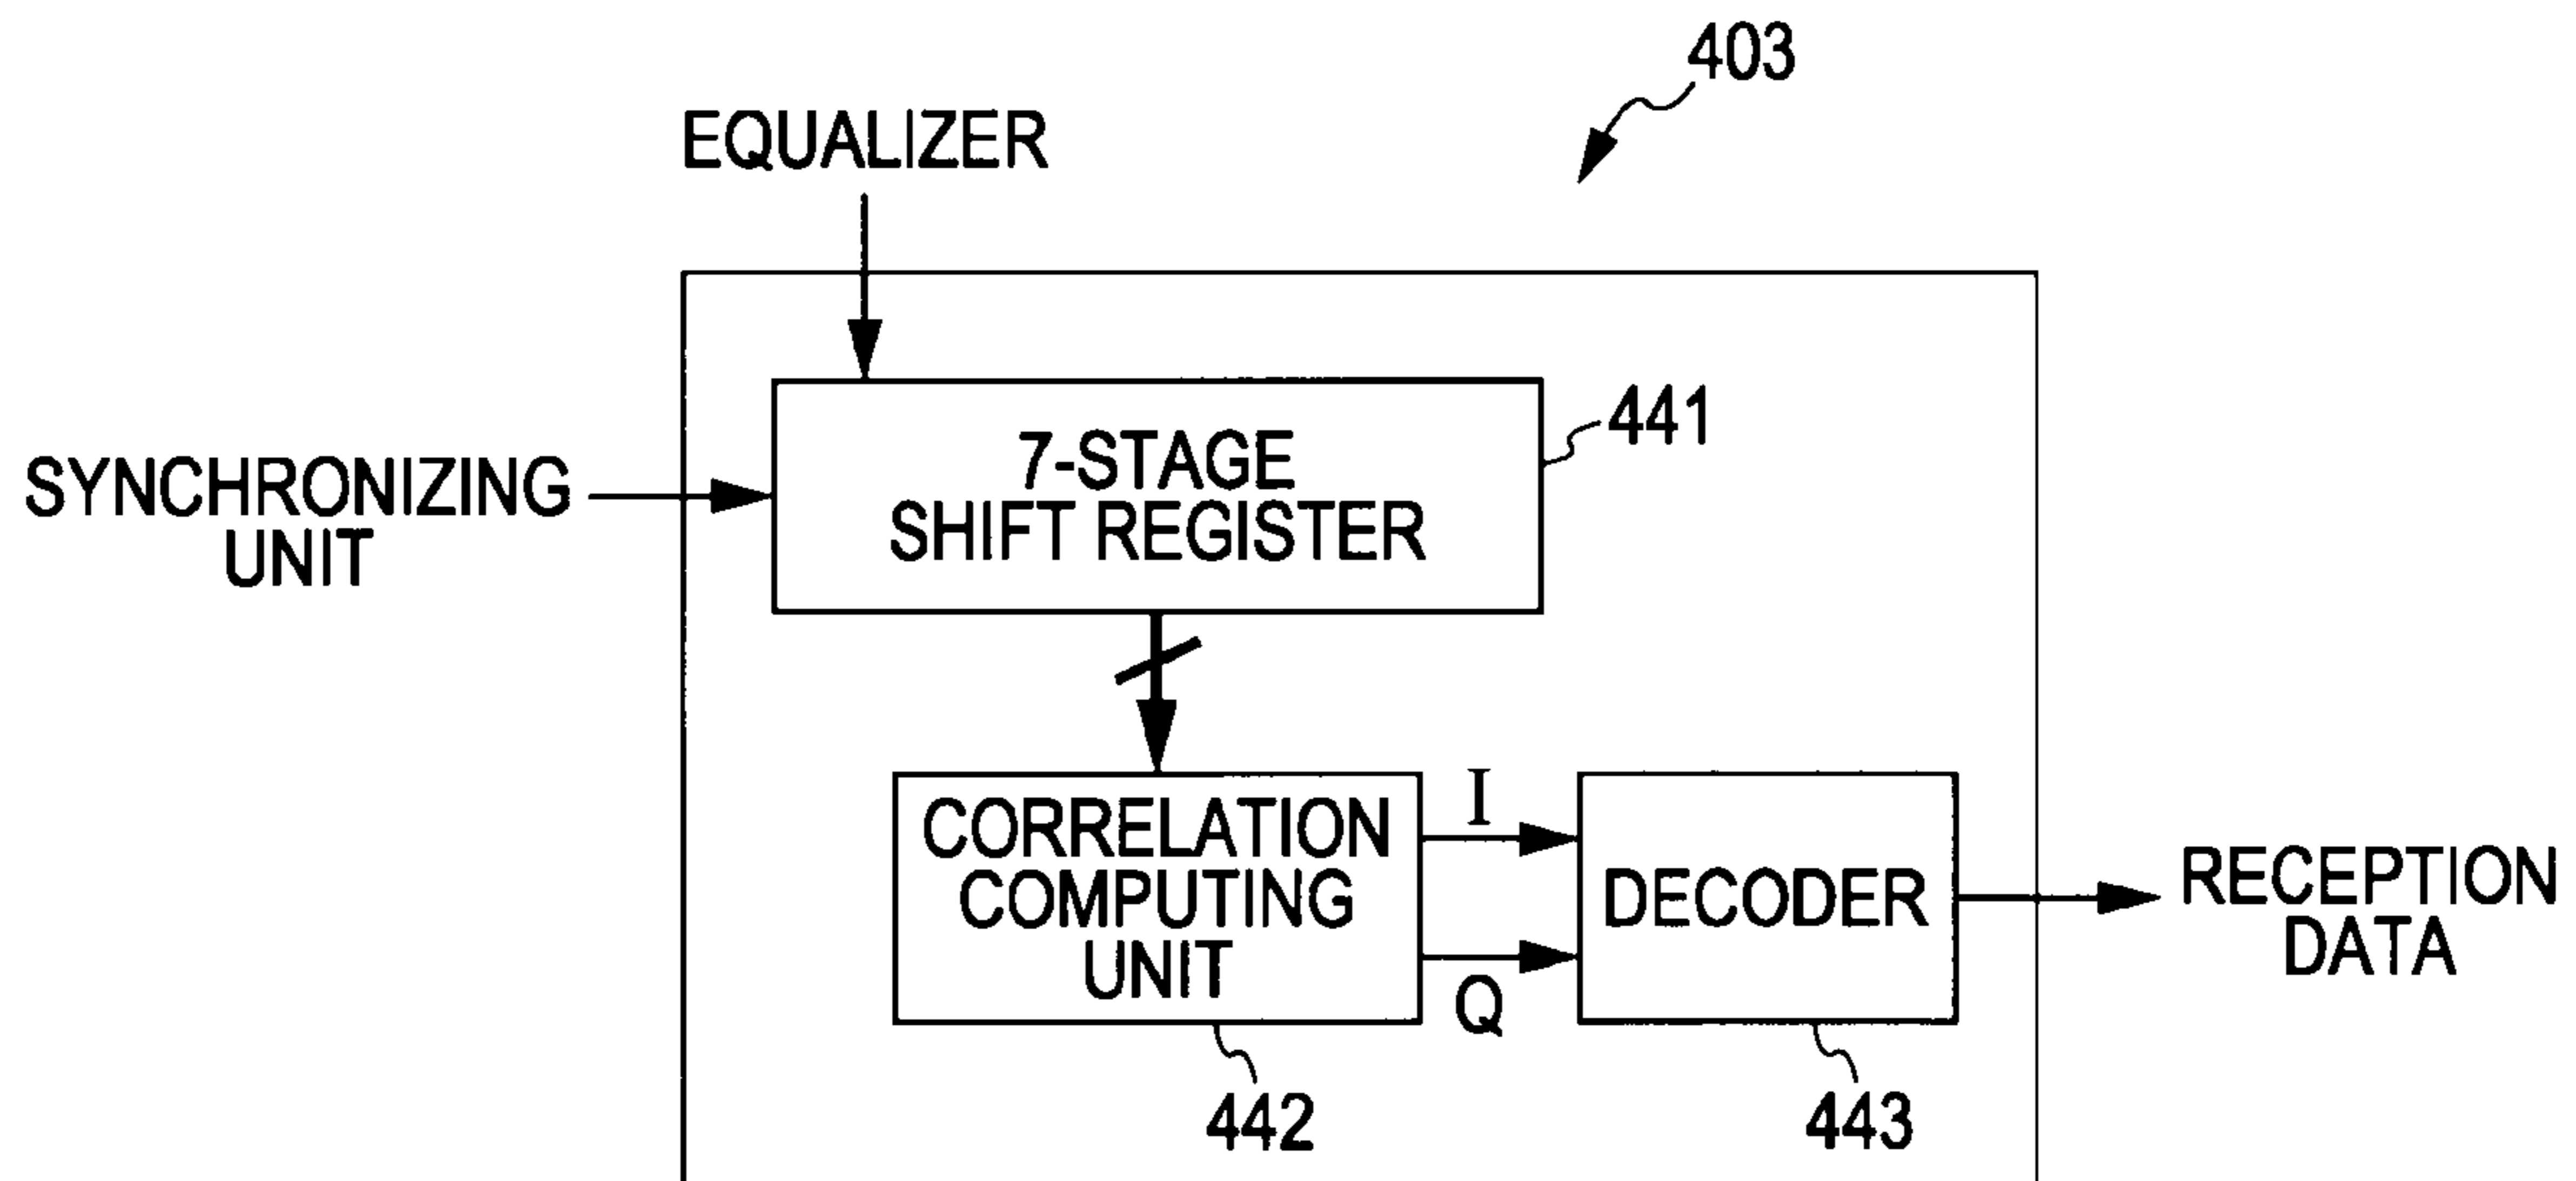 403
EQUALIZER
7-STAGE
SHIFT REGISTER
441
SYNCHRONIZING
UNIT
CORRELATION
COMPUTING
UNIT
I
Q
DECODER
RECEPTION
DATA
442
443